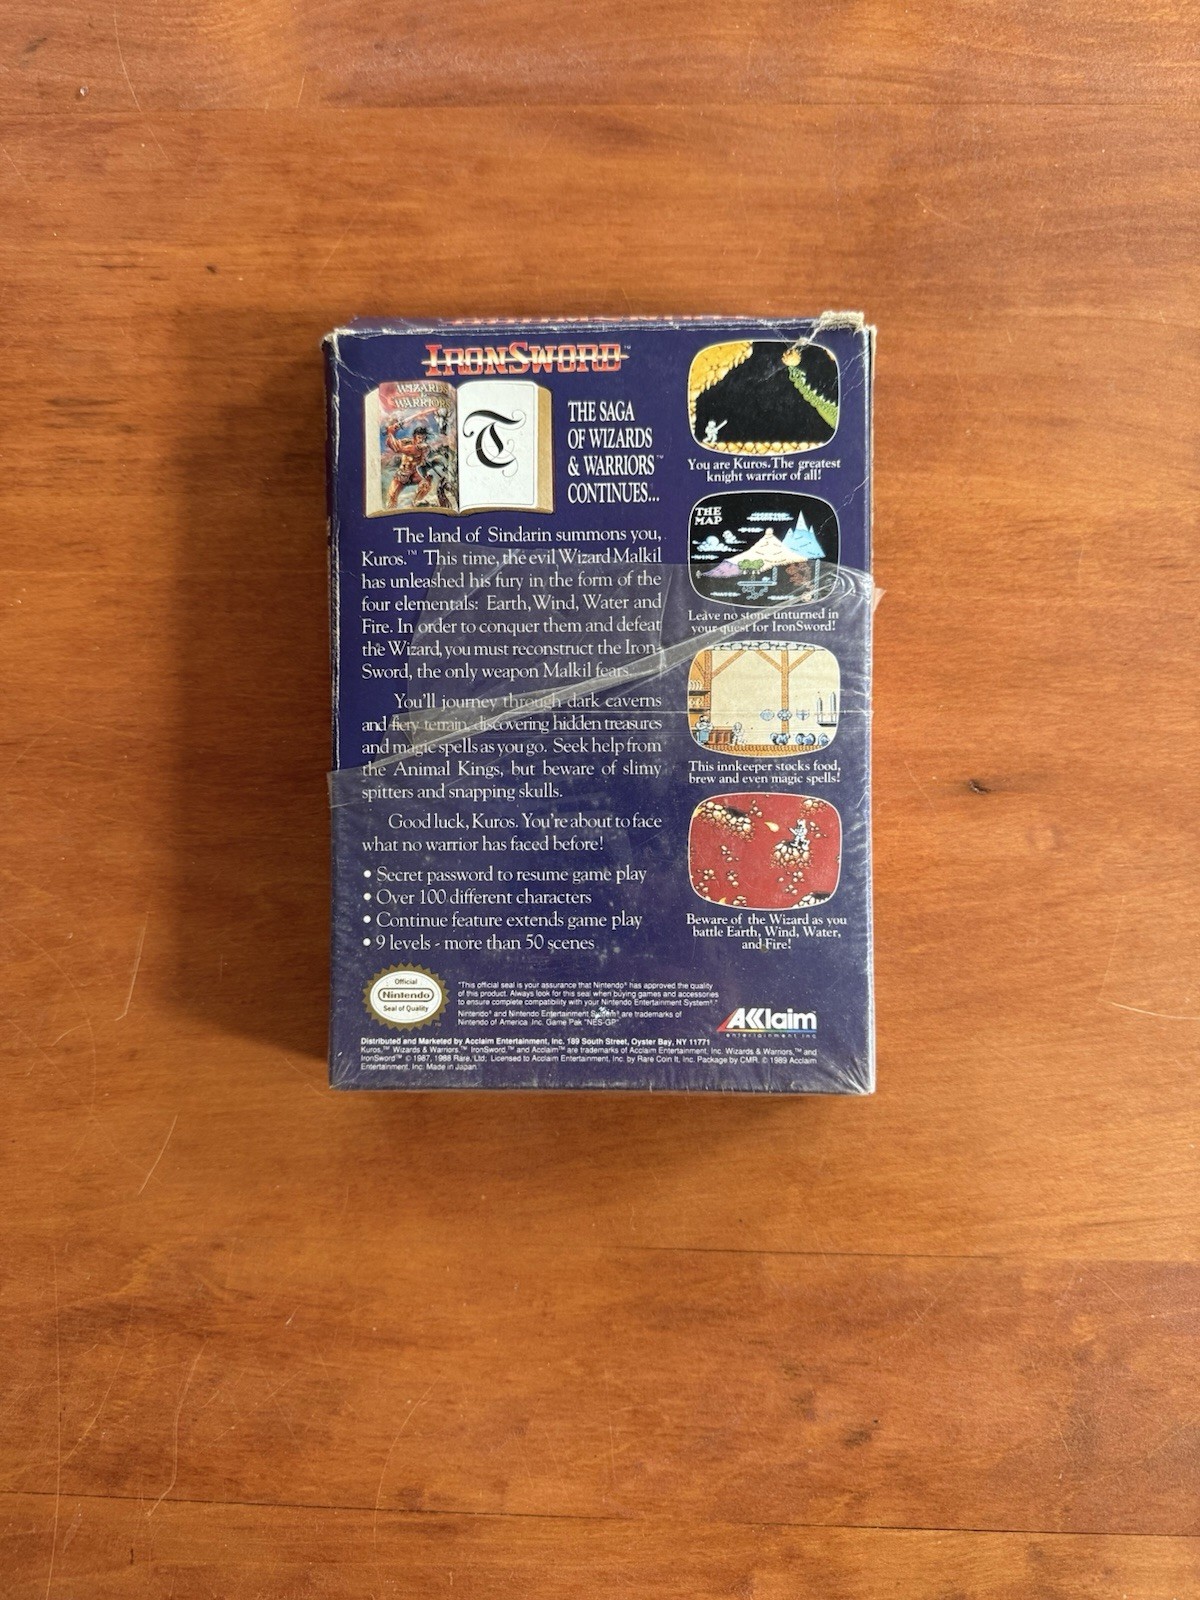 IRONSWORD™
WIZARDS
& WARRIORS
T
THE SAGA
OF WIZARDS
& WARRIORS™
CONTINUES...
The land of Sindarin summons you,
Kuros.™ This time, the evil Wizard Malkil
has unleashed his fury in the form of the
four elementals: Earth, Wind, Water and
Fire. In order to conquer them and defeat
the Wizard, you must reconstruct the Iron-
Sword, the only weapon Malkil fears.
You'll journey through dark caverns
and fiery terrain, discovering hidden treasures
and magic spells as you go. Seek help from
the Animal Kings, but beware of slimy
spitters and snapping skulls.
Good luck, Kuros. You're about to face
what no warrior has faced before!
• Secret password to resume game play
• Over 100 different characters
• Continue feature extends game play
• 9 levels - more than 50 scenes
You are Kuros. The greatest
knight warrior of all!
THE
MAP
Leave no stone unturned in
your quest for IronSword!
This innkeeper stocks food,
brew and even magic spells!
Beware of the Wizard as you
battle Earth, Wind, Water,
and Fire!
Official
Nintendo
Seal of Quality
"This official seal is your assurance that Nintendo® has approved the quality
of this product. Always look for this seal when buying games and accessories
to ensure complete compatibility with your Nintendo Entertainment System®."
Nintendo® and Nintendo Entertainment System® are trademarks of
Nintendo of America Inc. Game Pak "NES-GP"
AKKlaim
entertainment, inc.
Distributed and Marketed by Acclaim Entertainment, Inc. 189 South Street, Oyster Bay, NY 11771
Kuros,™ Wizards & Warriors,™ IronSword,™ and Acclaim™ are trademarks of Acclaim Entertainment, Inc. Wizards & Warriors,™ and
IronSword™ © 1987, 1988 Rare, Ltd. Licensed to Acclaim Entertainment, Inc. by Rare Coin It, Inc. Package by CMR. © 1989 Acclaim
Entertainment, Inc. Made in Japan